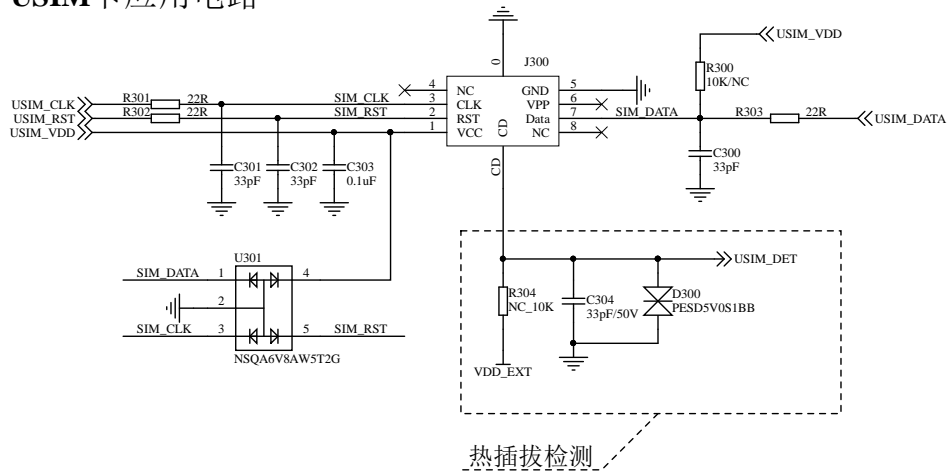 USIM卡应用电路
J300
0
USIM_VDD
R300
10K/NC
USIM_CLK
R301
22R
SIM_CLK
4
NC
GND
5
3
CLK
VPP
6
USIM_RST
R302
22R
SIM_RST
2
RST
Data
7
SIM_DATA
R303
22R
USIM_DATA
USIM_VDD
1
VCC
CD
NC
8
C301
33pF
C302
33pF
C303
0.1uF
CD
C300
33pF
U301
SIM_DATA
1
4
2
SIM_CLK
3
5
SIM_RST
NSQA6V8AW5T2G
USIM_DET
R304
NC_10K
C304
33pF/50V
D300
PESD5V0S1BB
VDD_EXT
热插拔检测